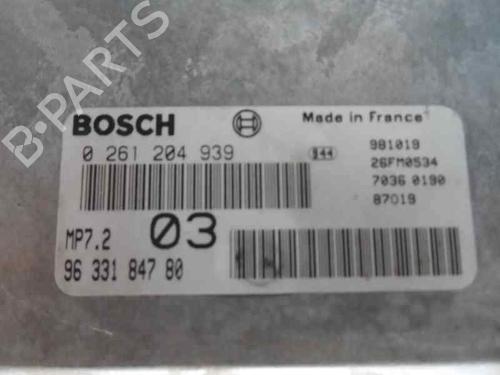 B-PARTS
BOSCH
Made in France
0 261 204 939
944
981019
26FM0534
7036 0190
87019
MP7.2
03
96 331 847 80